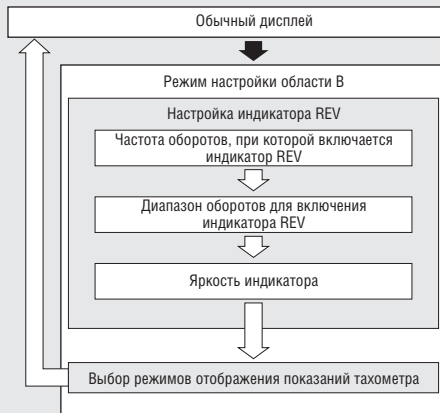 Обычный дисплей
Режим настройки области В
Настройка индикатора REV
Частота оборотов, при которой включается
индикатор REV
Диапазон оборотов для включения
индикатора REV
Яркость индикатора
Выбор режимов отображения показаний тахометра